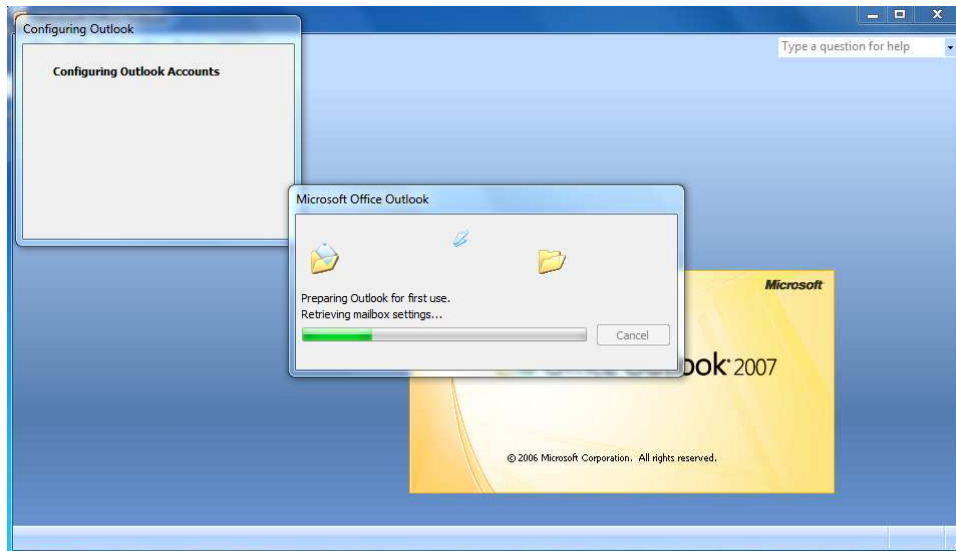 Configuring Outlook
Type a question for help
Configuring Outlook Accounts
Microsoft Office Outlook
Preparing Outlook for first use.
Retrieving mailbox settings...
Cancel
Microsoft
2007
© 2006 Microsoft Corporation. All rights reserved.